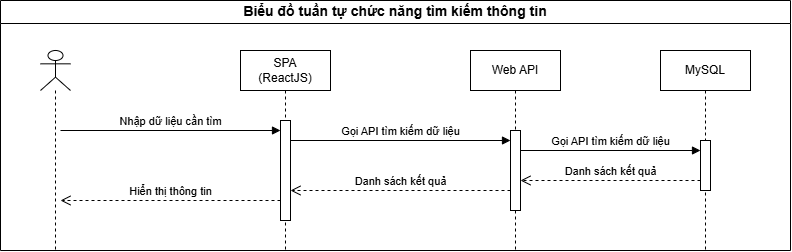 Biểu đồ tuần tự chức năng tìm kiếm thông tin
SPA
(ReactJS)
Web API
MySQL
Nhập dữ liệu cần tìm
Gọi API tìm kiếm dữ liệu
Gọi API tìm kiếm dữ liệu
Danh sách kết quả
Danh sách kết quả
Hiển thị thông tin